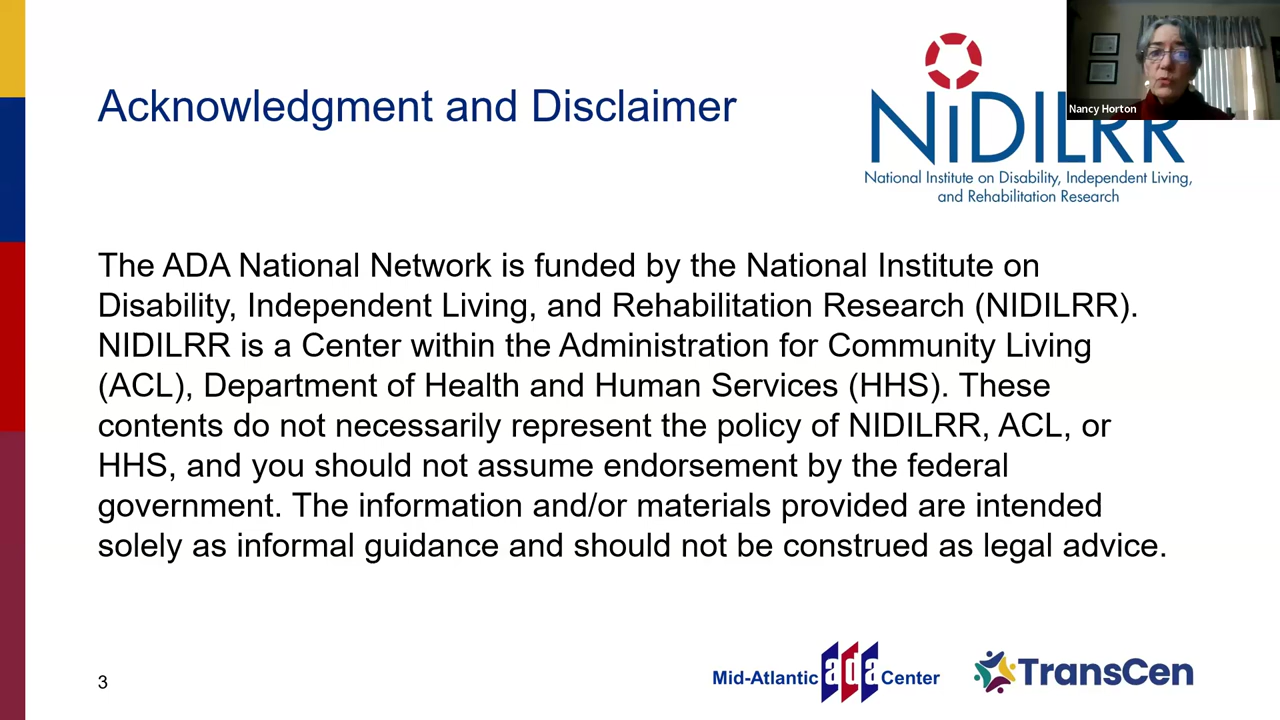 Acknowledgment and Disclaimer
NiDILRR
National Institute on Disability, Independent Living,
and Rehabilitation Research
Nancy Horton
The ADA National Network is funded by the National Institute on
Disability, Independent Living, and Rehabilitation Research (NIDILRR).
NIDILRR is a Center within the Administration for Community Living
(ACL), Department of Health and Human Services (HHS). These
contents do not necessarily represent the policy of NIDILRR, ACL, or
HHS, and you should not assume endorsement by the federal
government. The information and/or materials provided are intended
solely as informal guidance and should not be construed as legal advice.
3
Mid-Atlantic ada Center
TransCen